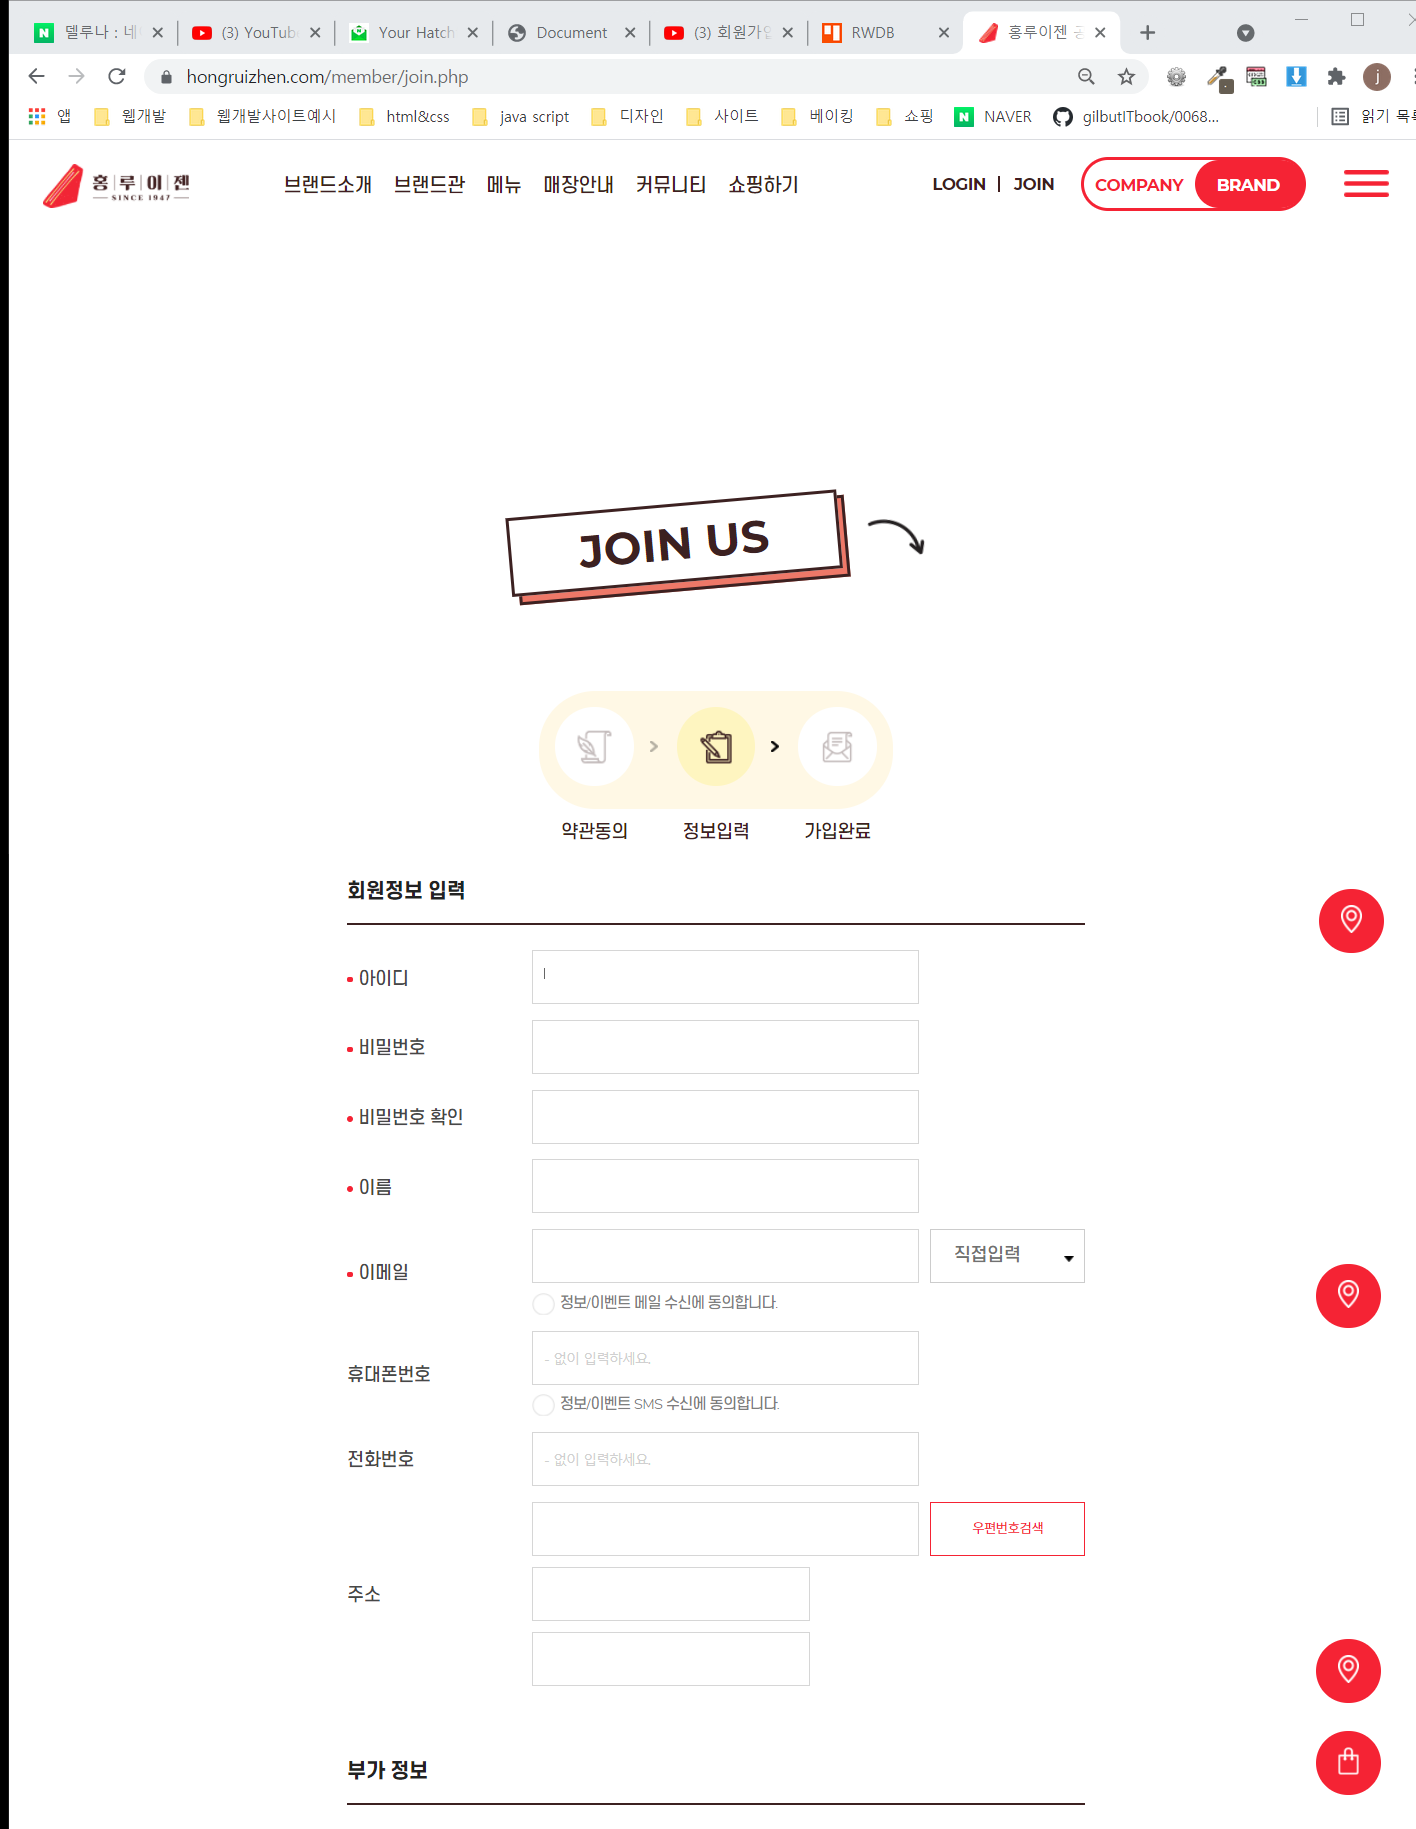 델루나 : 네
(3) YouTub
Your Hatch
Document
(3) 회원가입
RWDB
홍루이젠 공
hongruizhen.com/member/join.php
j
앱
웹개발
웹개발사이트예시
html&css
java script
디자인
사이트
베이킹
쇼핑
NAVER
gilbutITbook/0068...
읽기 목록
홍루이젠
SINCE 1947
브랜드소개
브랜드관
메뉴
매장안내
커뮤니티
쇼핑하기
LOGIN
JOIN
COMPANY
BRAND
JOIN US
약관동의
정보입력
가입완료
회원정보 입력
아이디
비밀번호
비밀번호 확인
이름
이메일
직접입력
정보/이벤트 메일 수신에 동의합니다.
휴대폰번호
- 없이 입력하세요.
정보/이벤트 SMS 수신에 동의합니다.
전화번호
- 없이 입력하세요.
우편번호검색
주소
부가 정보